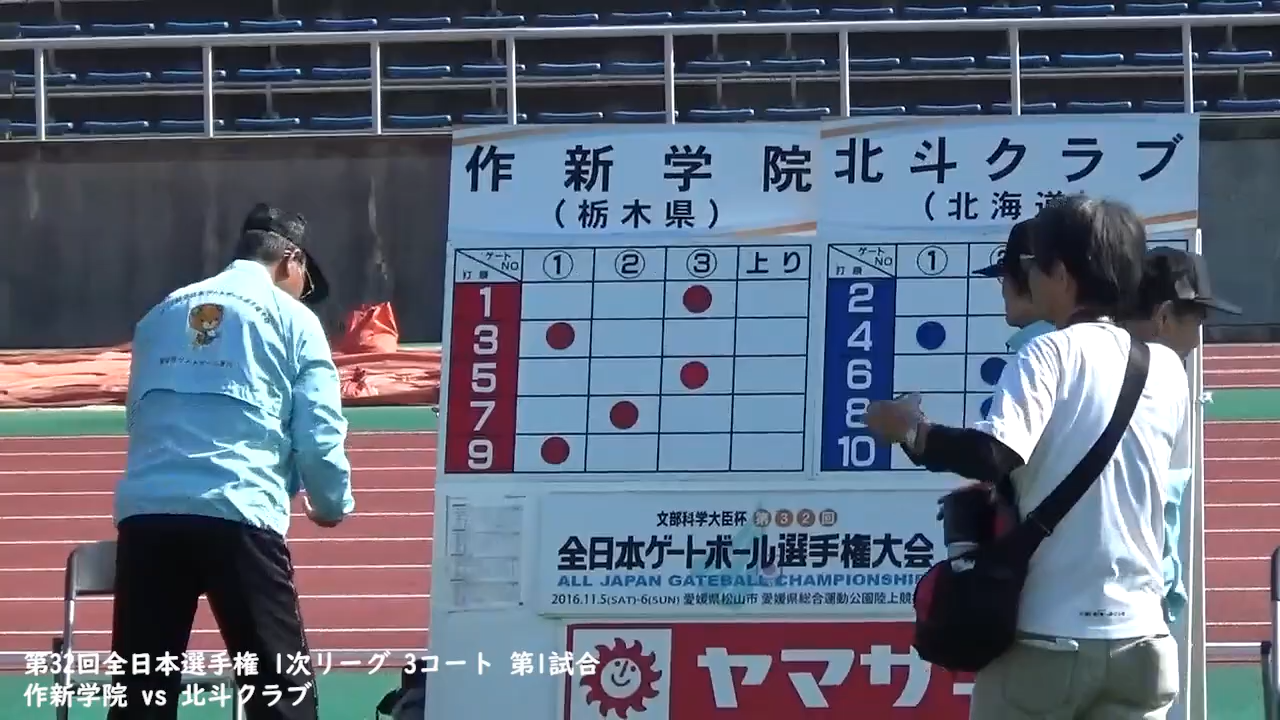 作新学院
(栃木県)
北斗クラブ
(北海道
ゲートNO
打順
① ② ③ 上り
1
3
5
7
9
ゲートNO
打順
①
2
4
6
8
10
文部科学大臣杯 第32回
全日本ゲートボール選手権大会
ALL JAPAN GATEBALL CHAMPIONSHIP
2016.11.5(SAT)-6(SUN) 愛媛県松山市 愛媛県総合運動公園陸上競
ヤマサ
第32回全日本選手権 1次リーグ 3コート 第1試合
作新学院 vs 北斗クラブ